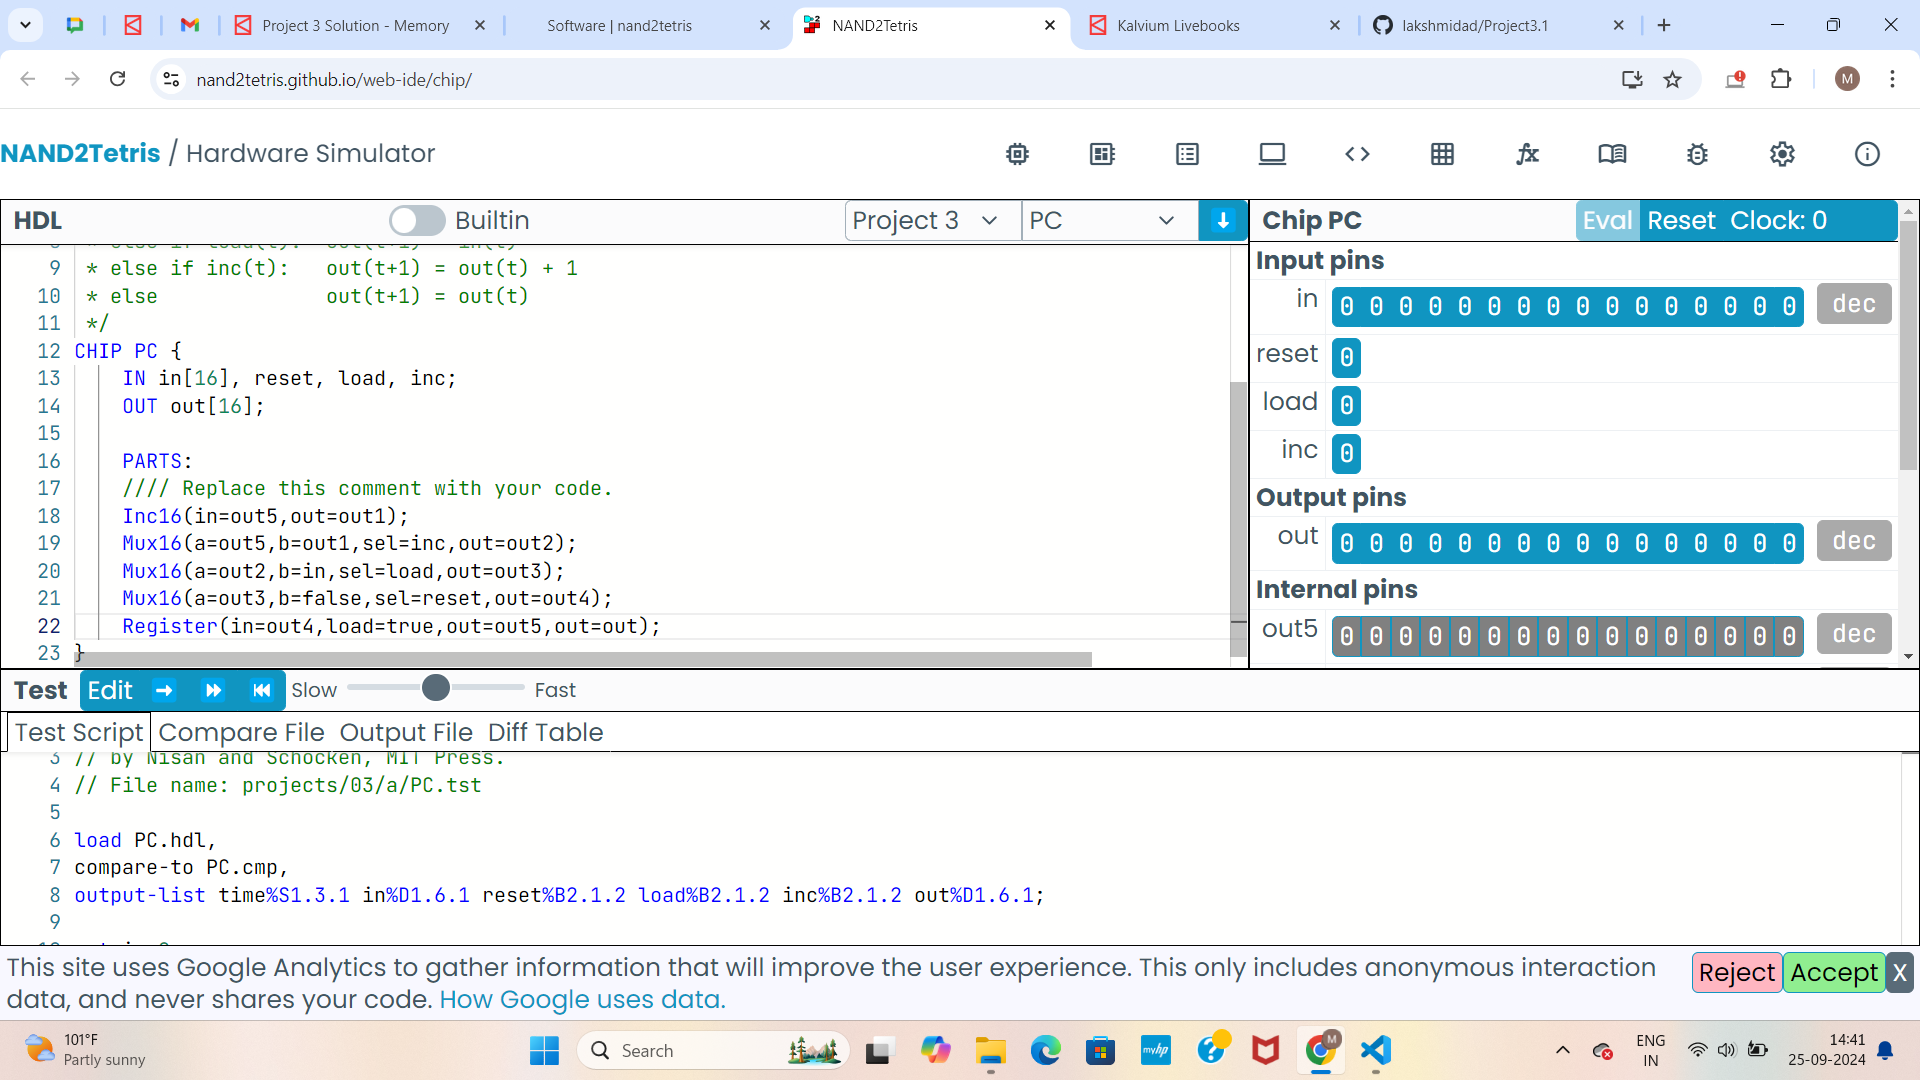 Project 3 Solution - Memory
Software | nand2tetris
NAND2Tetris
Kalvium Livebooks
lakshmidad/Project3.1
nand2tetris.github.io/web-ide/chip/
M
NAND2Tetris / Hardware Simulator
HDL
Builtin
Project 3
PC
Chip PC
Eval
Reset
Clock: 0
8 * else if load(t): out(t+1) = in(t)
9 * else if inc(t): out(t+1) = out(t) + 1
10 * else out(t+1) = out(t)
11 */
12 CHIP PC {
13 IN in[16], reset, load, inc;
14 OUT out[16];
15
16 PARTS:
17 //// Replace this comment with your code.
18 Inc16(in=out5,out=out1);
19 Mux16(a=out5,b=out1,sel=inc,out=out2);
20 Mux16(a=out2,b=in,sel=load,out=out3);
21 Mux16(a=out3,b=false,sel=reset,out=out4);
22 Register(in=out4,load=true,out=out5,out=out);
23 }
Input pins
in 0 0 0 0 0 0 0 0 0 0 0 0 0 0 0 0 dec
reset 0
load 0
inc 0
Output pins
out 0 0 0 0 0 0 0 0 0 0 0 0 0 0 0 0 dec
Internal pins
out5 0 0 0 0 0 0 0 0 0 0 0 0 0 0 0 0 dec
Test
Edit
Slow
Fast
Test Script
Compare File
Output File
Diff Table
3 // by Nisan and Schocken, MIT Press.
4 // File name: projects/03/a/PC.tst
5
6 load PC.hdl,
7 compare-to PC.cmp,
8 output-list time%S1.3.1 in%D1.6.1 reset%B2.1.2 load%B2.1.2 inc%B2.1.2 out%D1.6.1;
9
This site uses Google Analytics to gather information that will improve the user experience. This only includes anonymous interaction
data, and never shares your code. How Google uses data.
Reject
Accept
X
101°F
Partly sunny
Search
myhp
M
ENG
IN
14:41
25-09-2024